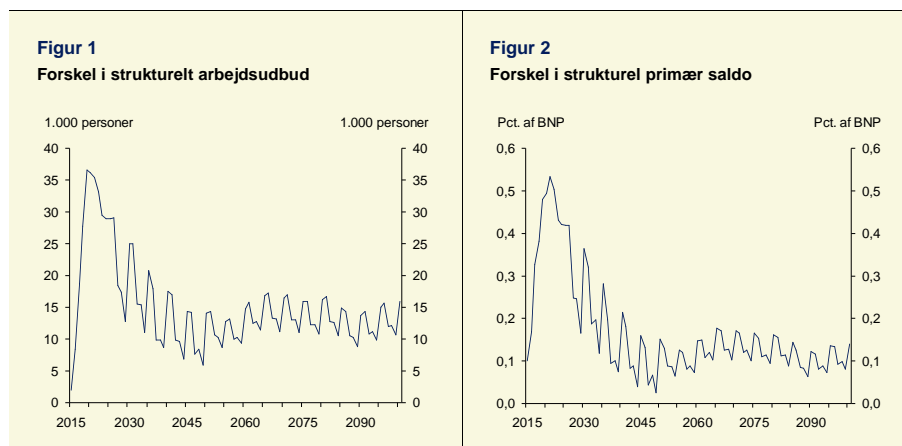 Figur 1
Forskel i strukturelt arbejdsudbud
1.000 personer 1.000 personer
40 40
35 35
30 30
25 25
20 20
15 15
10 10
5 5
0 0
2015 2030 2045 2060 2075 2090
Figur 2
Forskel i strukturel primær saldo
Pct. af BNP Pct. af BNP
0,6 0,6
0,5 0,5
0,4 0,4
0,3 0,3
0,2 0,2
0,1 0,1
0,0 0,0
2015 2030 2045 2060 2075 2090